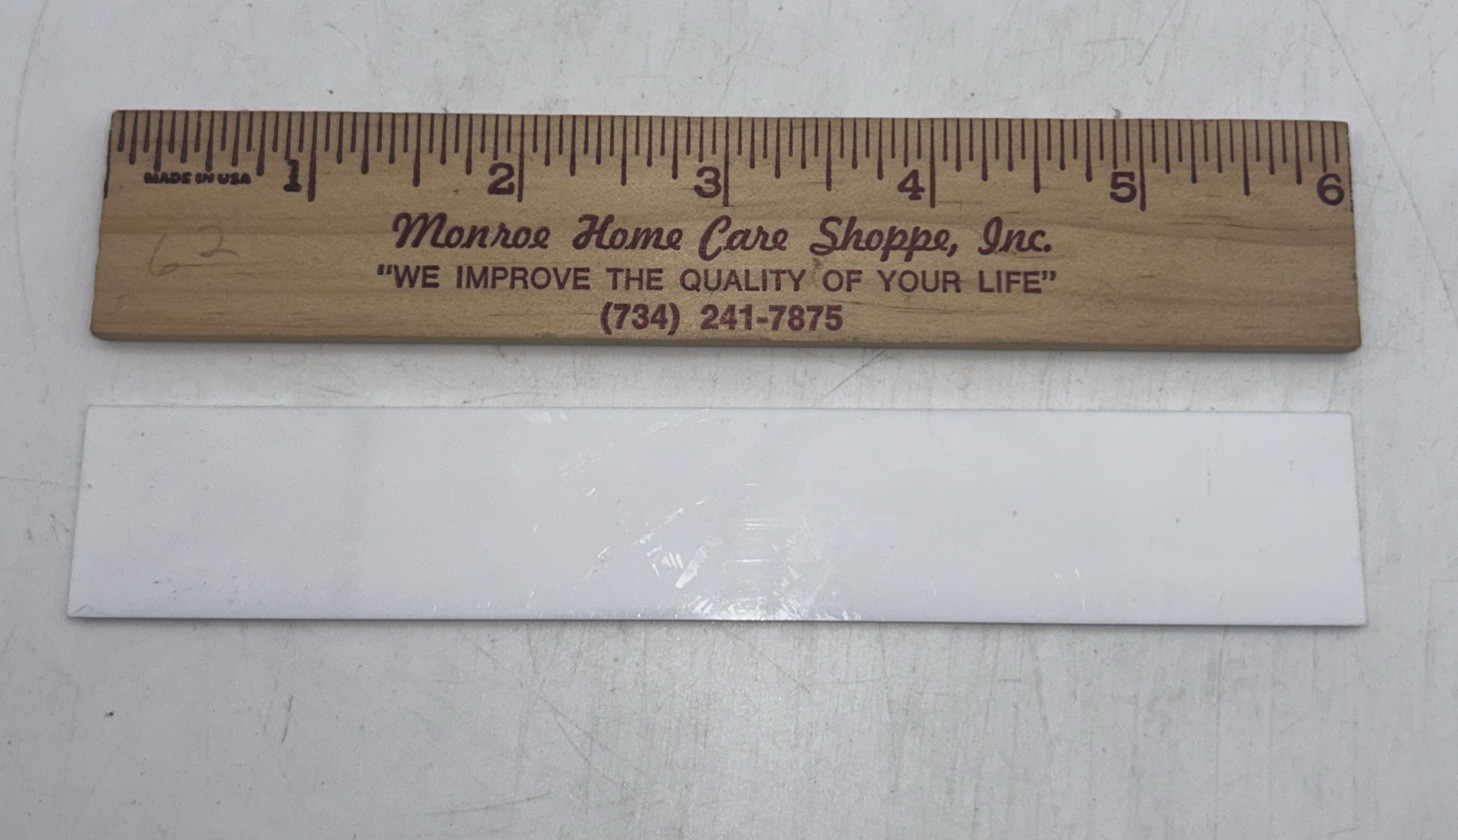 1 2 3 4 5 6
MADE IN USA
62
Monroe Home Care Shoppe, Inc.
"WE IMPROVE THE QUALITY OF YOUR LIFE"
(734) 241-7875